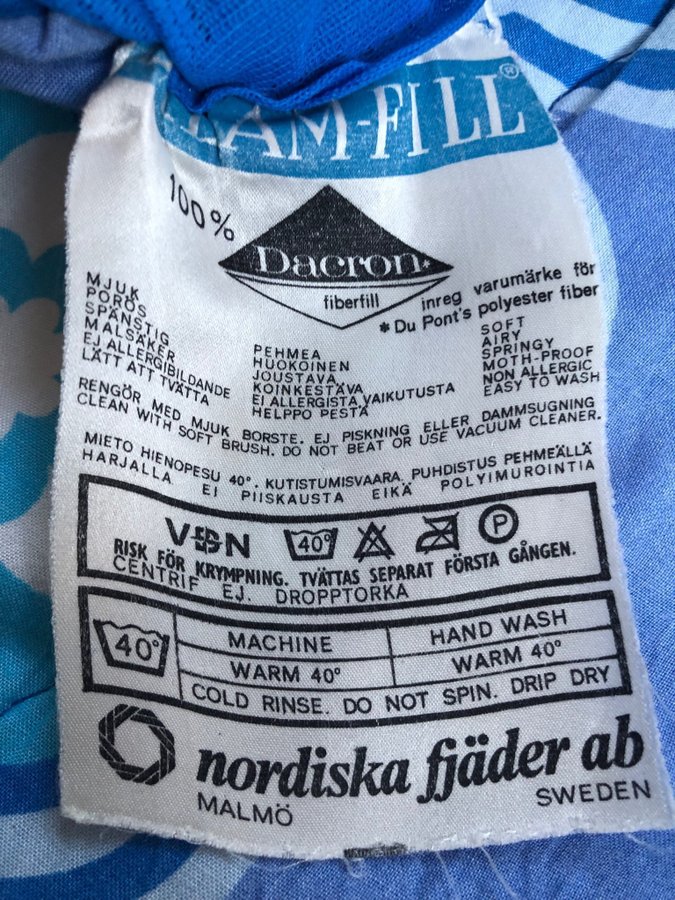 AM-FILL®
100%
Dacron*
fiberfill
inreg varumärke för
*Du Pont's polyester fiber
MJUK
PORÖS
SPÄNSTIG
MALSÄKER
EJ ALLERGIBILDANDE
LÄTT ATT TVÄTTA
PEHMEA
HUOKOINEN
JOUSTAVA
KOINKESTÄVÄ
EI ALLERGISTA VAIKUTUSTA
HELPPO PESTÄ
SOFT
AIRY
SPRINGY
MOTH-PROOF
NON ALLERGIC
EASY TO WASH
RENGÖR MED MJUK BORSTE. EJ PISKNING ELLER DAMMSUGNING
CLEAN WITH SOFT BRUSH. DO NOT BEAT OR USE VACUUM CLEANER.
MIETO HIENOPESU 40°. KUTISTUMISVAARA. PUHDISTUS PEHMEÄLLÄ
HARJALLA EI PIISKAUSTA EIKÄ POLYIMUROINTIA
VDN 40° P
RISK FÖR KRYMPNING. TVÄTTAS SEPARAT FÖRSTA GÅNGEN.
CENTRIF EJ. DROPPTORKA
40°
MACHINE HAND WASH
WARM 40° WARM 40°
COLD RINSE. DO NOT SPIN. DRIP DRY
nordiska fjäder ab
MALMÖ SWEDEN